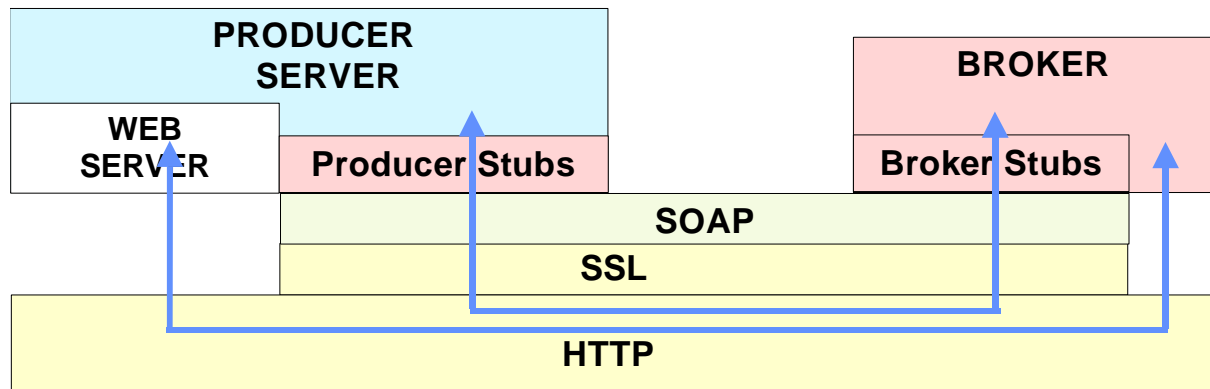 PRODUCER
SERVER
BROKER
WEB
SERVER
Producer Stubs
Broker Stubs
SOAP
SSL
HTTP